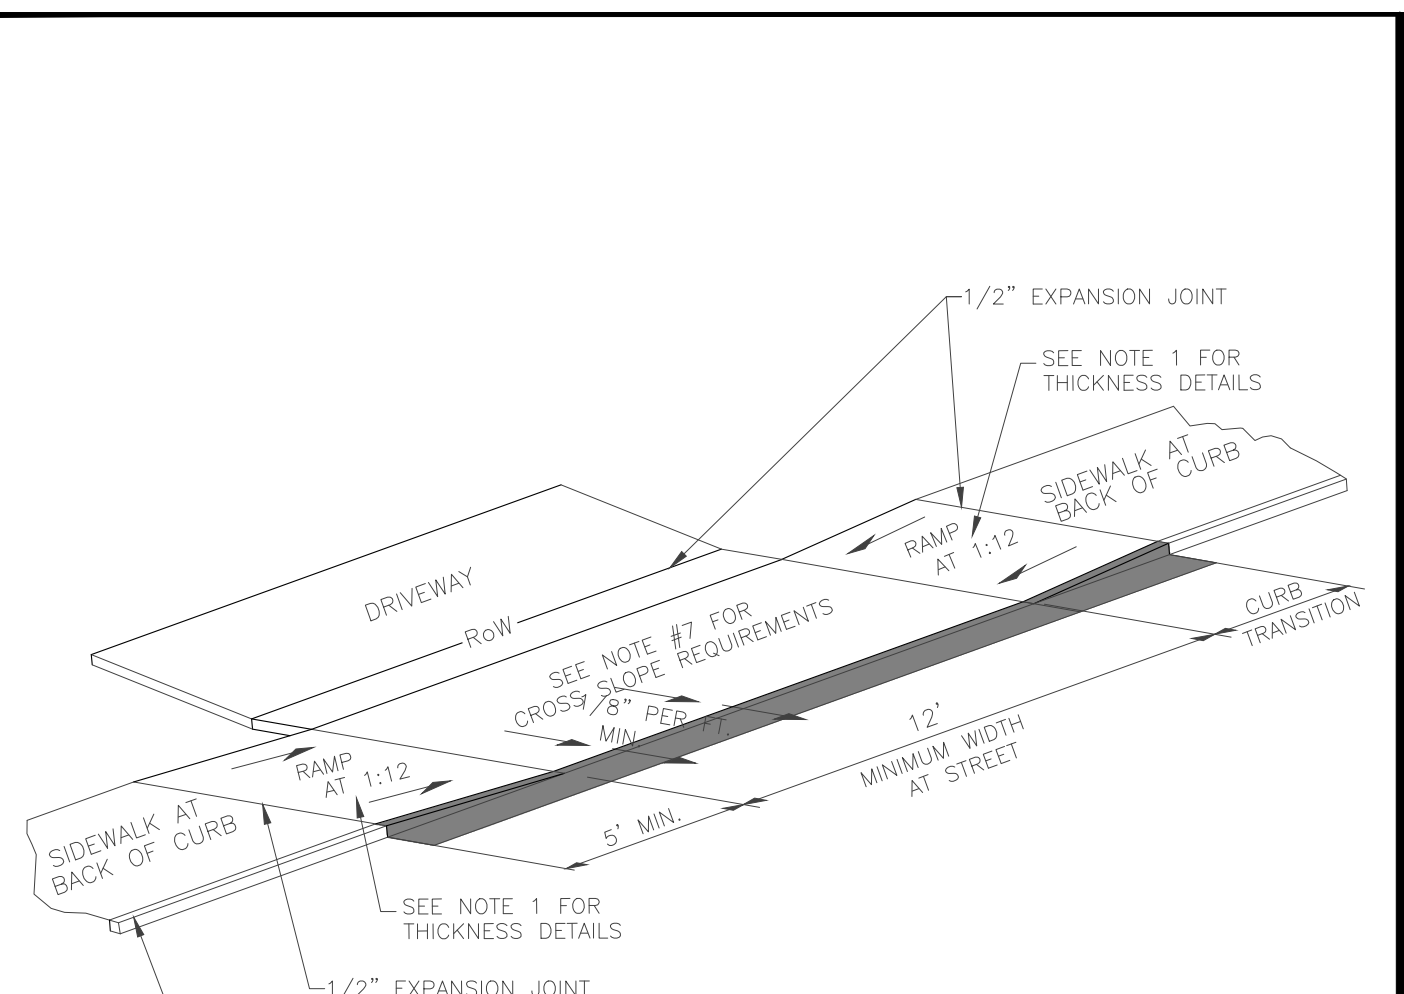 1/2” EXPANSION JOINT
SEE NOTE 1 FOR
THICKNESS DETAILS
SIDEWALK AT
BACK OF CURB
RAMP
AT 1:12
DRIVEWAY
RoW
CURB
TRANSITION
SEE NOTE #7 FOR
CROSS SLOPE REQUIREMENTS
1/8” PER FT.
MIN.
12’
MINIMUM WIDTH
AT STREET
RAMP
AT 1:12
5’ MIN.
SIDEWALK AT
BACK OF CURB
SEE NOTE 1 FOR
THICKNESS DETAILS
1/2” EXPANSION JOINT